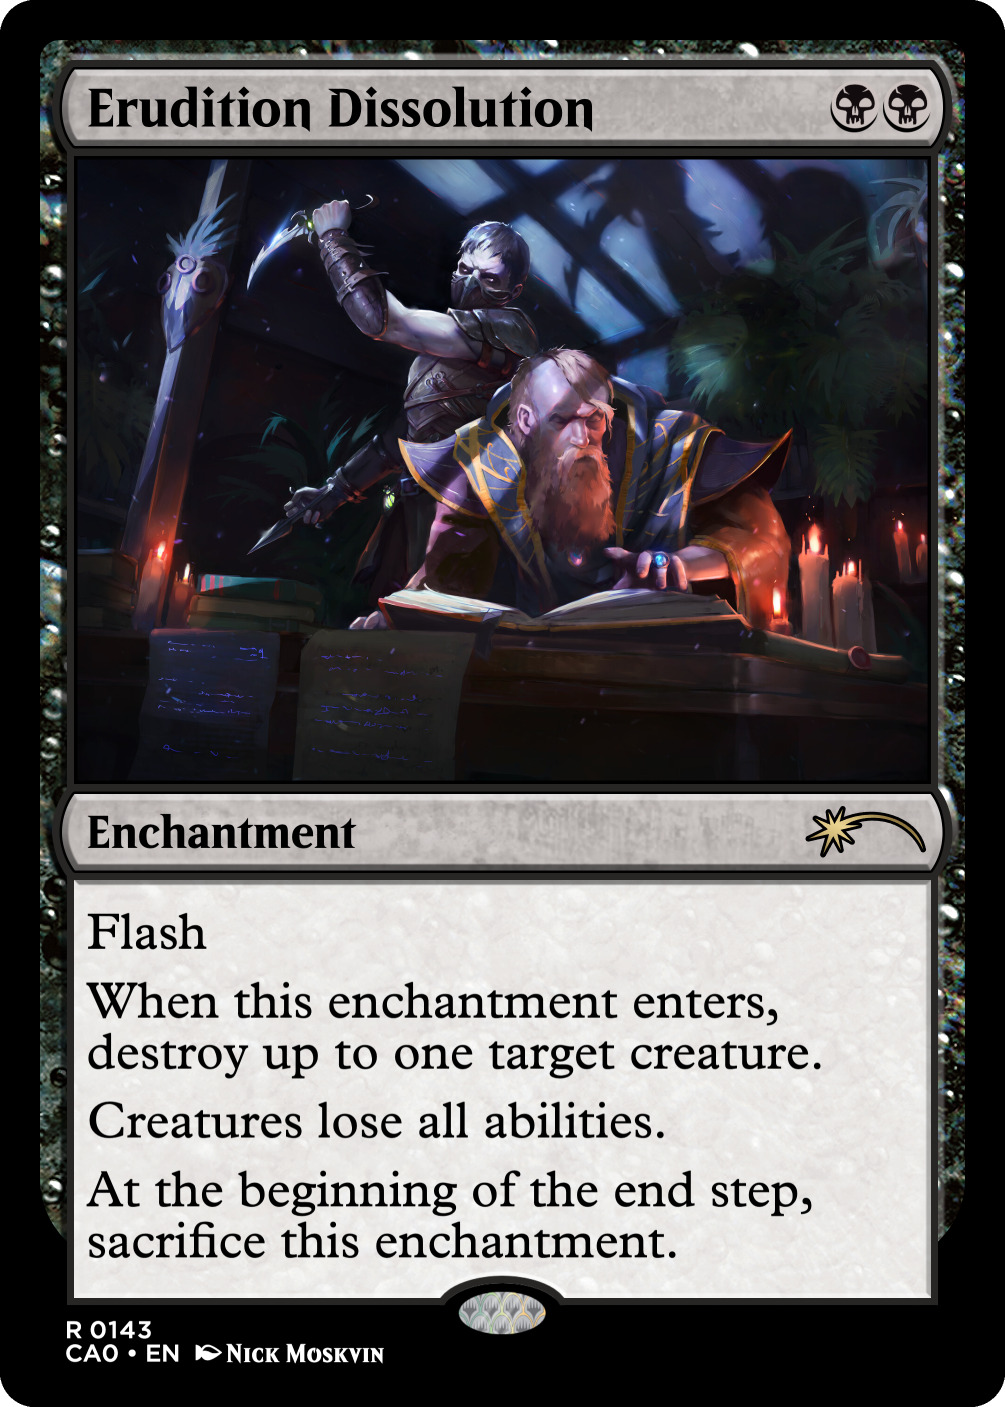 Erudition Dissolution
Enchantment
Flash
When this enchantment enters,
destroy up to one target creature.
Creatures lose all abilities.
At the beginning of the end step,
sacrifice this enchantment.
R 0143
CAO • EN Nick Moskvin